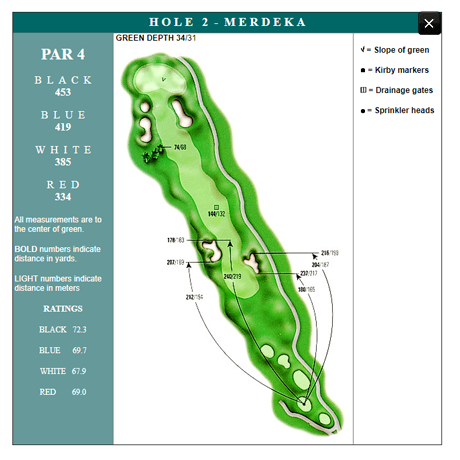 HOLE 2 - MERDEKA
GREEN DEPTH 34/31
PAR 4
BLACK
453
BLUE
419
WHITE
385
RED
334
All measurements are to
the center of green.
BOLD numbers indicate
distance in yards.
LIGHT numbers indicate
distance in meters
RATINGS
BLACK 72.3
BLUE 69.7
WHITE 67.9
RED 69.0
74/68
144/132
178/163
240/219
212/194
216/198
204/187
237/217
180/165
√ = Slope of green
= Kirby markers
= Drainage gates
= Sprinkler heads